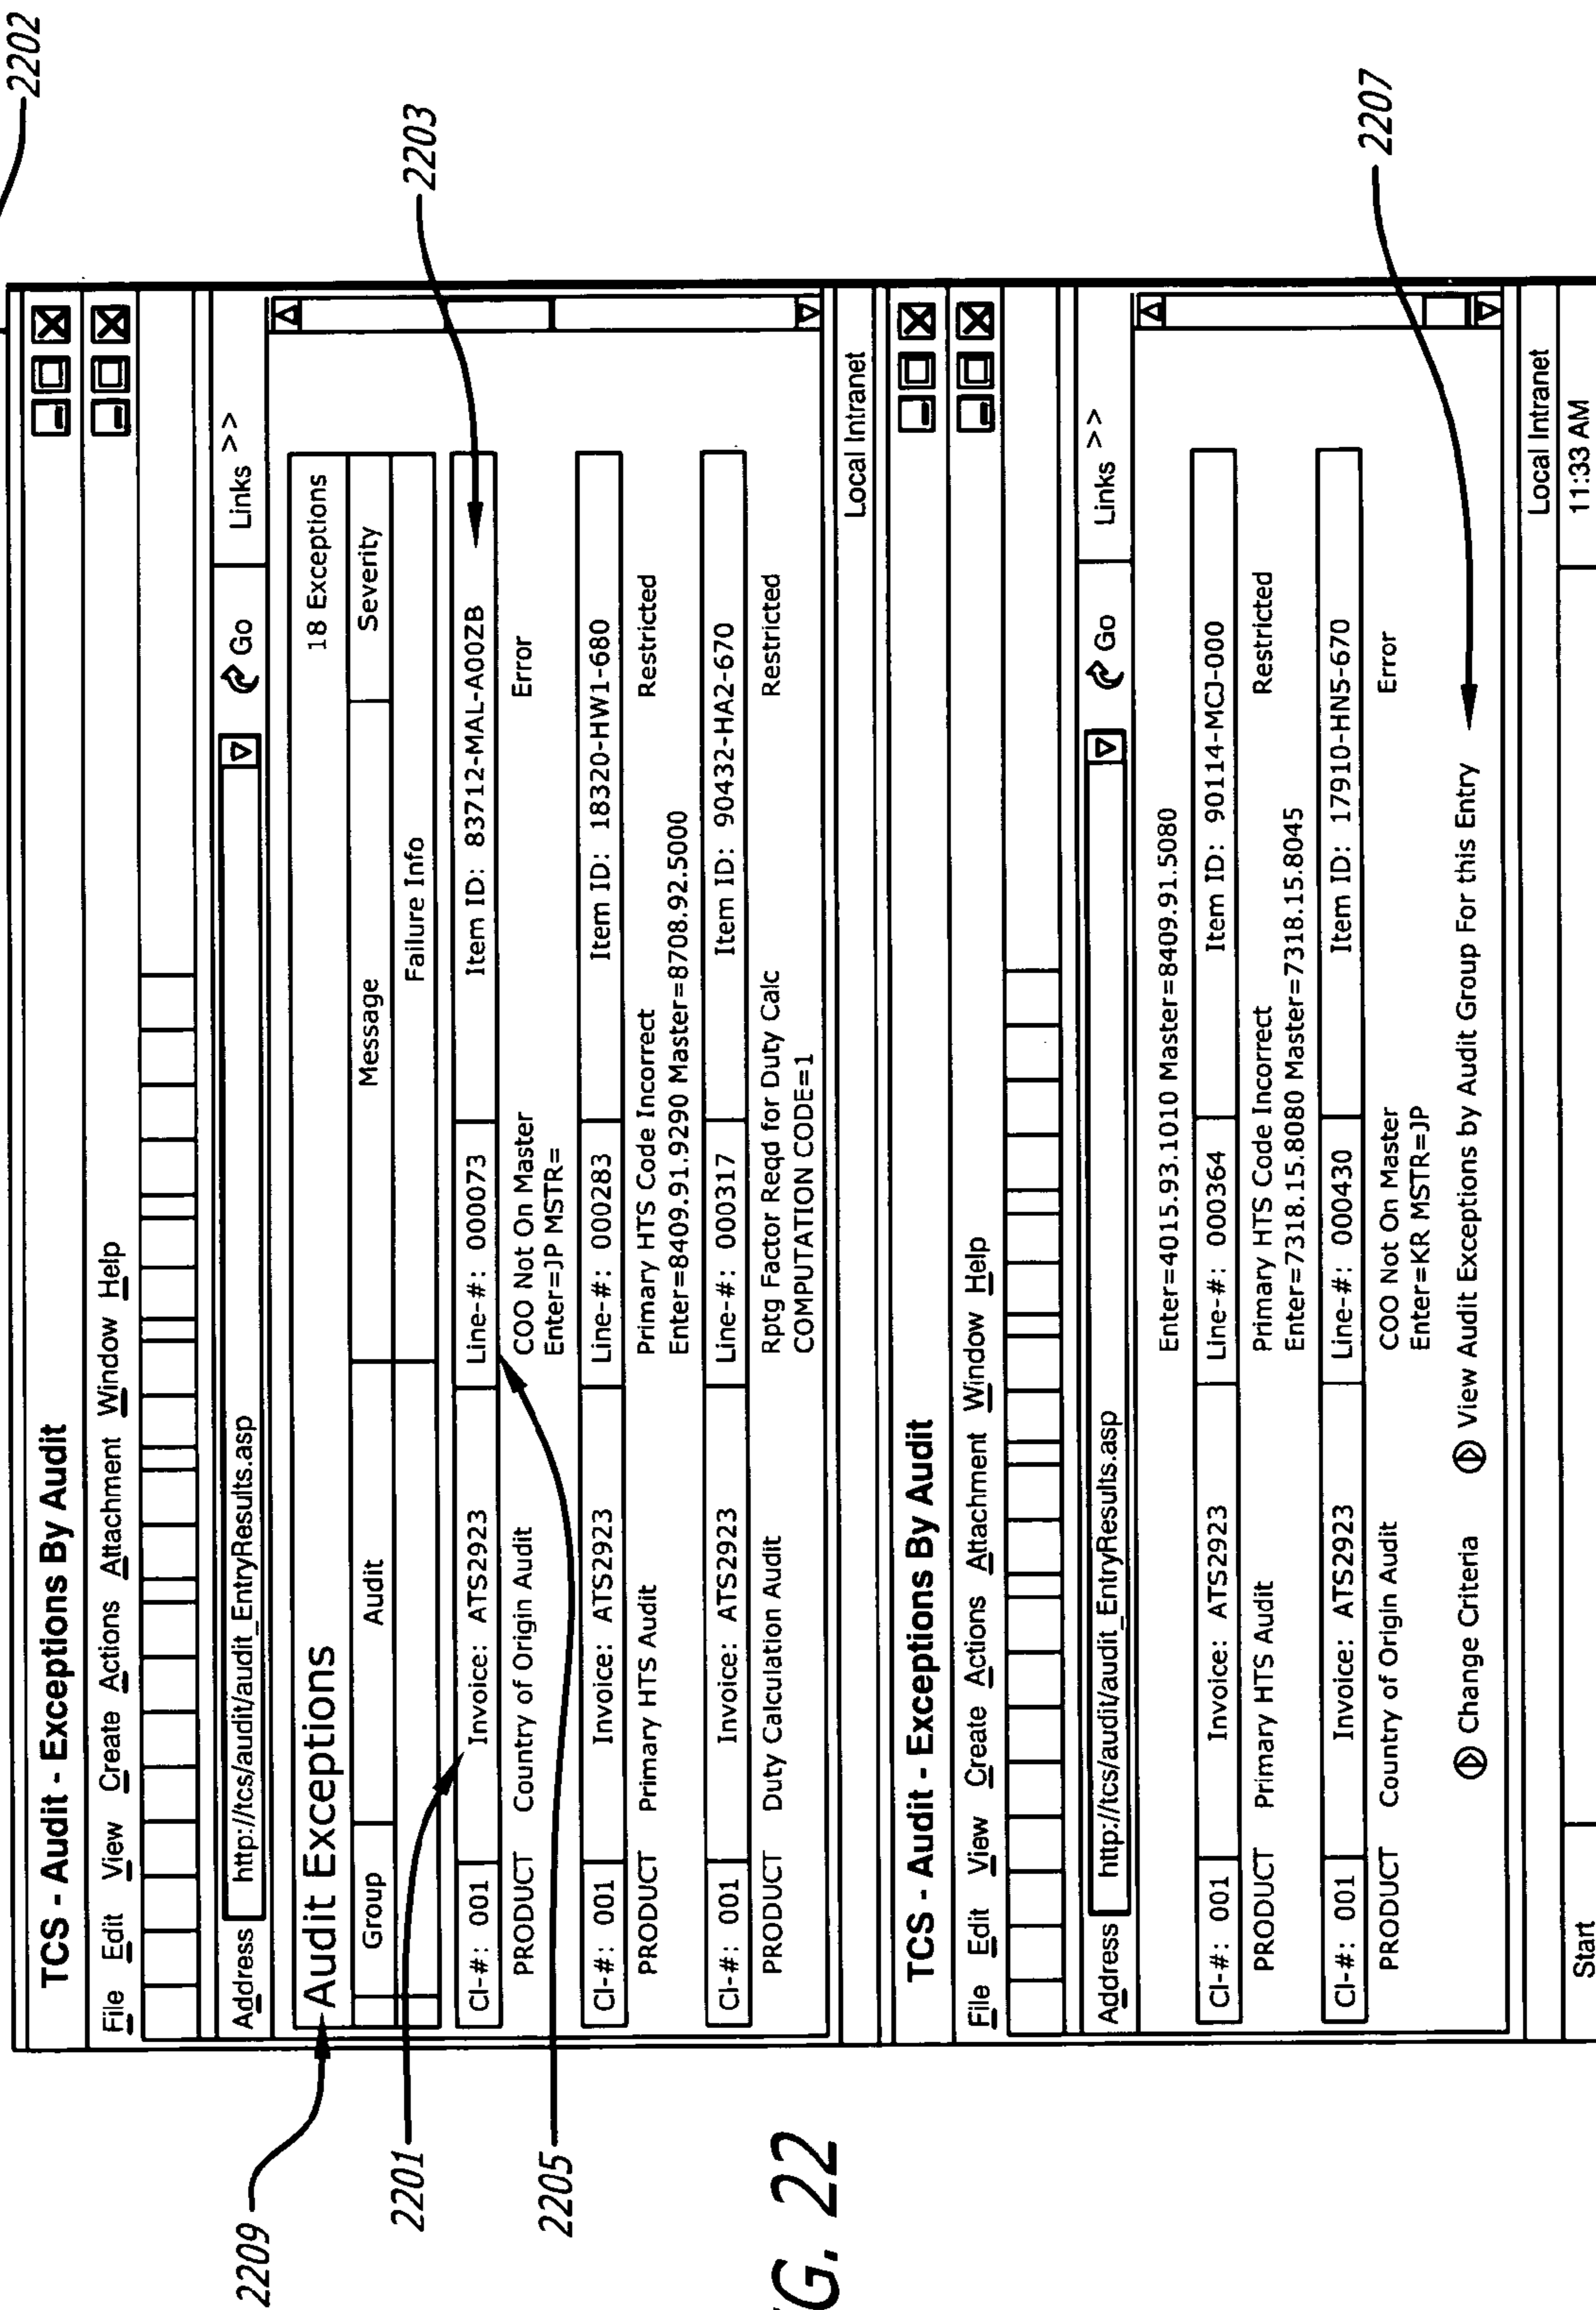 2202
TCS - Audit - Exceptions By Audit
File Edit View Create Actions Attachment Window Help
Address http://tcs/audit/audit_EntryResults.asp Go Links >>
2209
Audit Exceptions 18 Exceptions
Group Audit Message Severity
Failure Info
2201
2203
CI-#: 001 Invoice: ATS2923 Line-#: 000073 Item ID: 83712-MAL-A00ZB
PRODUCT Country of Origin Audit COO Not On Master Error
Enter=JP MSTR=
2205
CI-#: 001 Invoice: ATS2923 Line-#: 000283 Item ID: 18320-HW1-680
PRODUCT Primary HTS Audit Primary HTS Code Incorrect Restricted
Enter=8409.91.9290 Master=8708.92.5000
CI-#: 001 Invoice: ATS2923 Line-#: 000317 Item ID: 90432-HA2-670
PRODUCT Duty Calculation Audit Rptg Factor Reqd for Duty Calc Restricted
COMPUTATION CODE=1
Local Intranet
TCS - Audit - Exceptions By Audit
File Edit View Create Actions Attachment Window Help
Address http://tcs/audit/audit_EntryResults.asp Go Links >>
Enter=4015.93.1010 Master=8409.91.5080
CI-#: 001 Invoice: ATS2923 Line-#: 000364 Item ID: 90114-MCJ-000
PRODUCT Primary HTS Audit Primary HTS Code Incorrect Restricted
Enter=7318.15.8080 Master=7318.15.8045
CI-#: 001 Invoice: ATS2923 Line-#: 000430 Item ID: 17910-HN5-670
PRODUCT Country of Origin Audit COO Not On Master Error
Enter=KR MSTR=JP
2207
Change Criteria View Audit Exceptions by Audit Group For this Entry
Local Intranet
Start 11:33 AM
G. 22